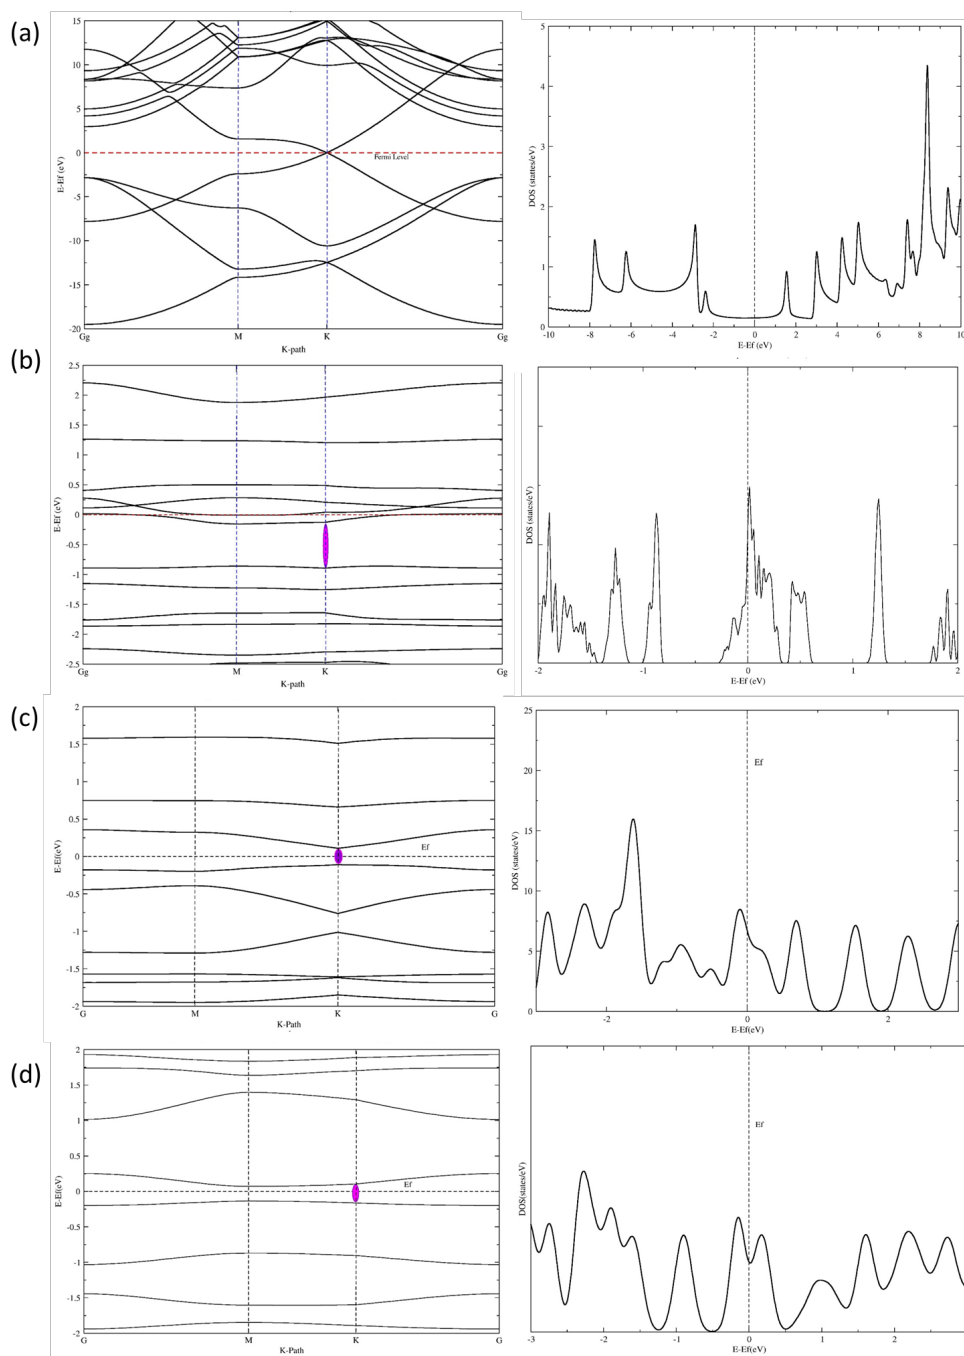 (a)
15
10
5
0
-5
-10
-15
-20
E-Ef (eV)
Fermi Level
Gg M K Gg
K-path
5
4
3
2
1
0
DOS (stattes/eV)
-10 -8 -6 -4 -2 0 2 4 6 8 10
E-Ef (eV)
(b)
2.5
2
1.5
1
0.5
0
-0.5
-1
-1.5
-2
-2.5
E-Ef (eV)
Gg M K Gg
K-path
DOS (states/eV)
-2 -1 0 1 2
E-Ef (eV)
(c)
2
1.5
1
0.5
0
-0.5
-1
-1.5
-2
E-Ef(eV)
Ef
G M K G
K-Path
25
20
15
10
5
0
DOS (states/eV)
Ef
-2 0 2
E-Ef(eV)
(d)
2
1.5
1
0.5
0
-0.5
-1
-1.5
-2
E-Ef(eV)
Ef
G M K G
K-Path
DOS(states/eV)
Ef
-3 -2 -1 0 1 2
E-Ef(eV)